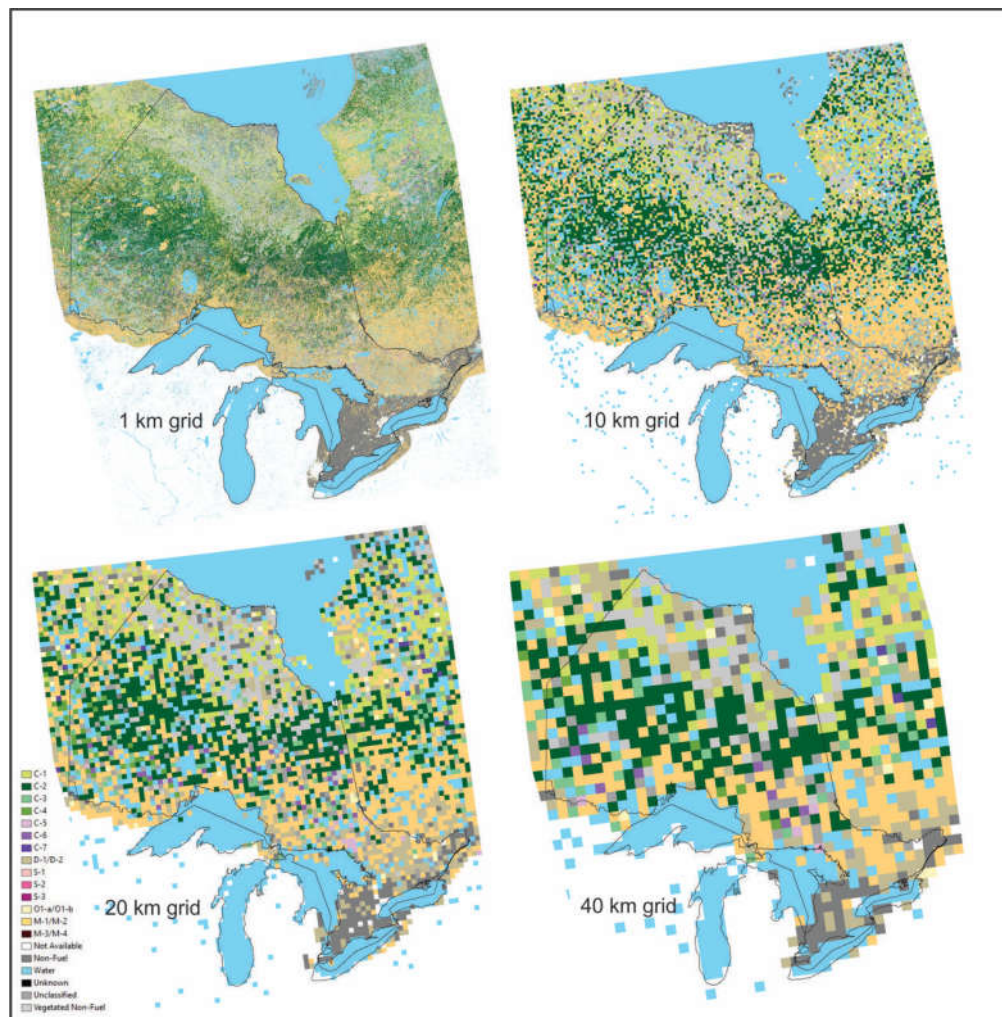 1 km grid
10 km grid
20 km grid
40 km grid
C-1
C-2
C-3
C-4
C-5
C-6
C-7
D-1/D-2
S-1
S-2
S-3
O1-a/O1-b
M-1/M-2
M-3/M-4
Not Available
Non-Fuel
Water
Unknown
Unclassified
Vegetated Non-Fuel